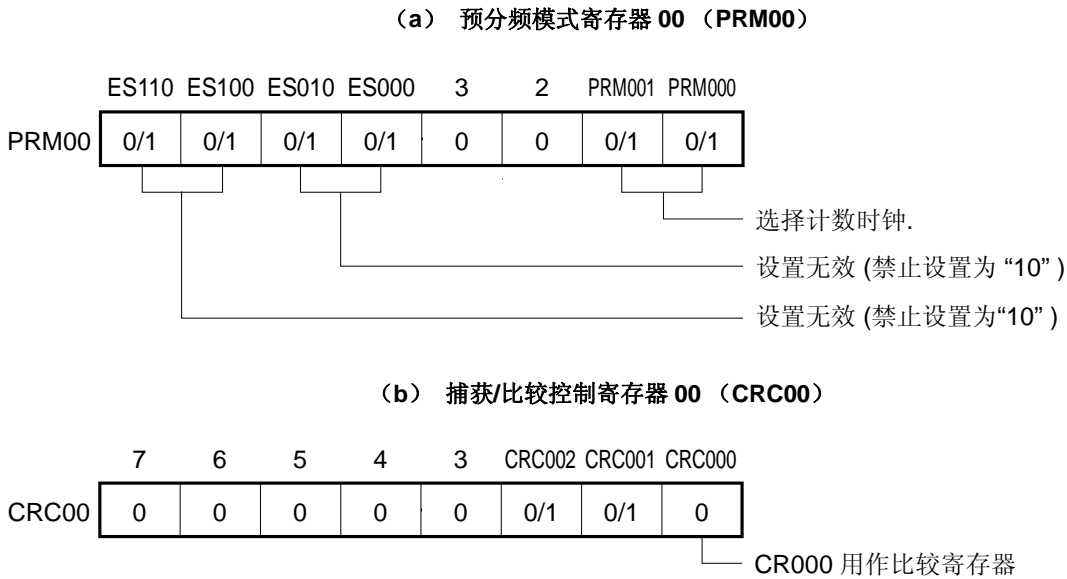 （a） 预分频模式寄存器 00 （PRM00）
ES110 ES100 ES010 ES000 3 2 PRM001 PRM000
PRM00 0/1 0/1 0/1 0/1 0 0 0/1 0/1
选择计数时钟.
设置无效 (禁止设置为 “10” )
设置无效 (禁止设置为“10” )
（b） 捕获/比较控制寄存器 00 （CRC00）
7 6 5 4 3 CRC002 CRC001 CRC000
CRC00 0 0 0 0 0 0/1 0/1 0
CR000 用作比较寄存器